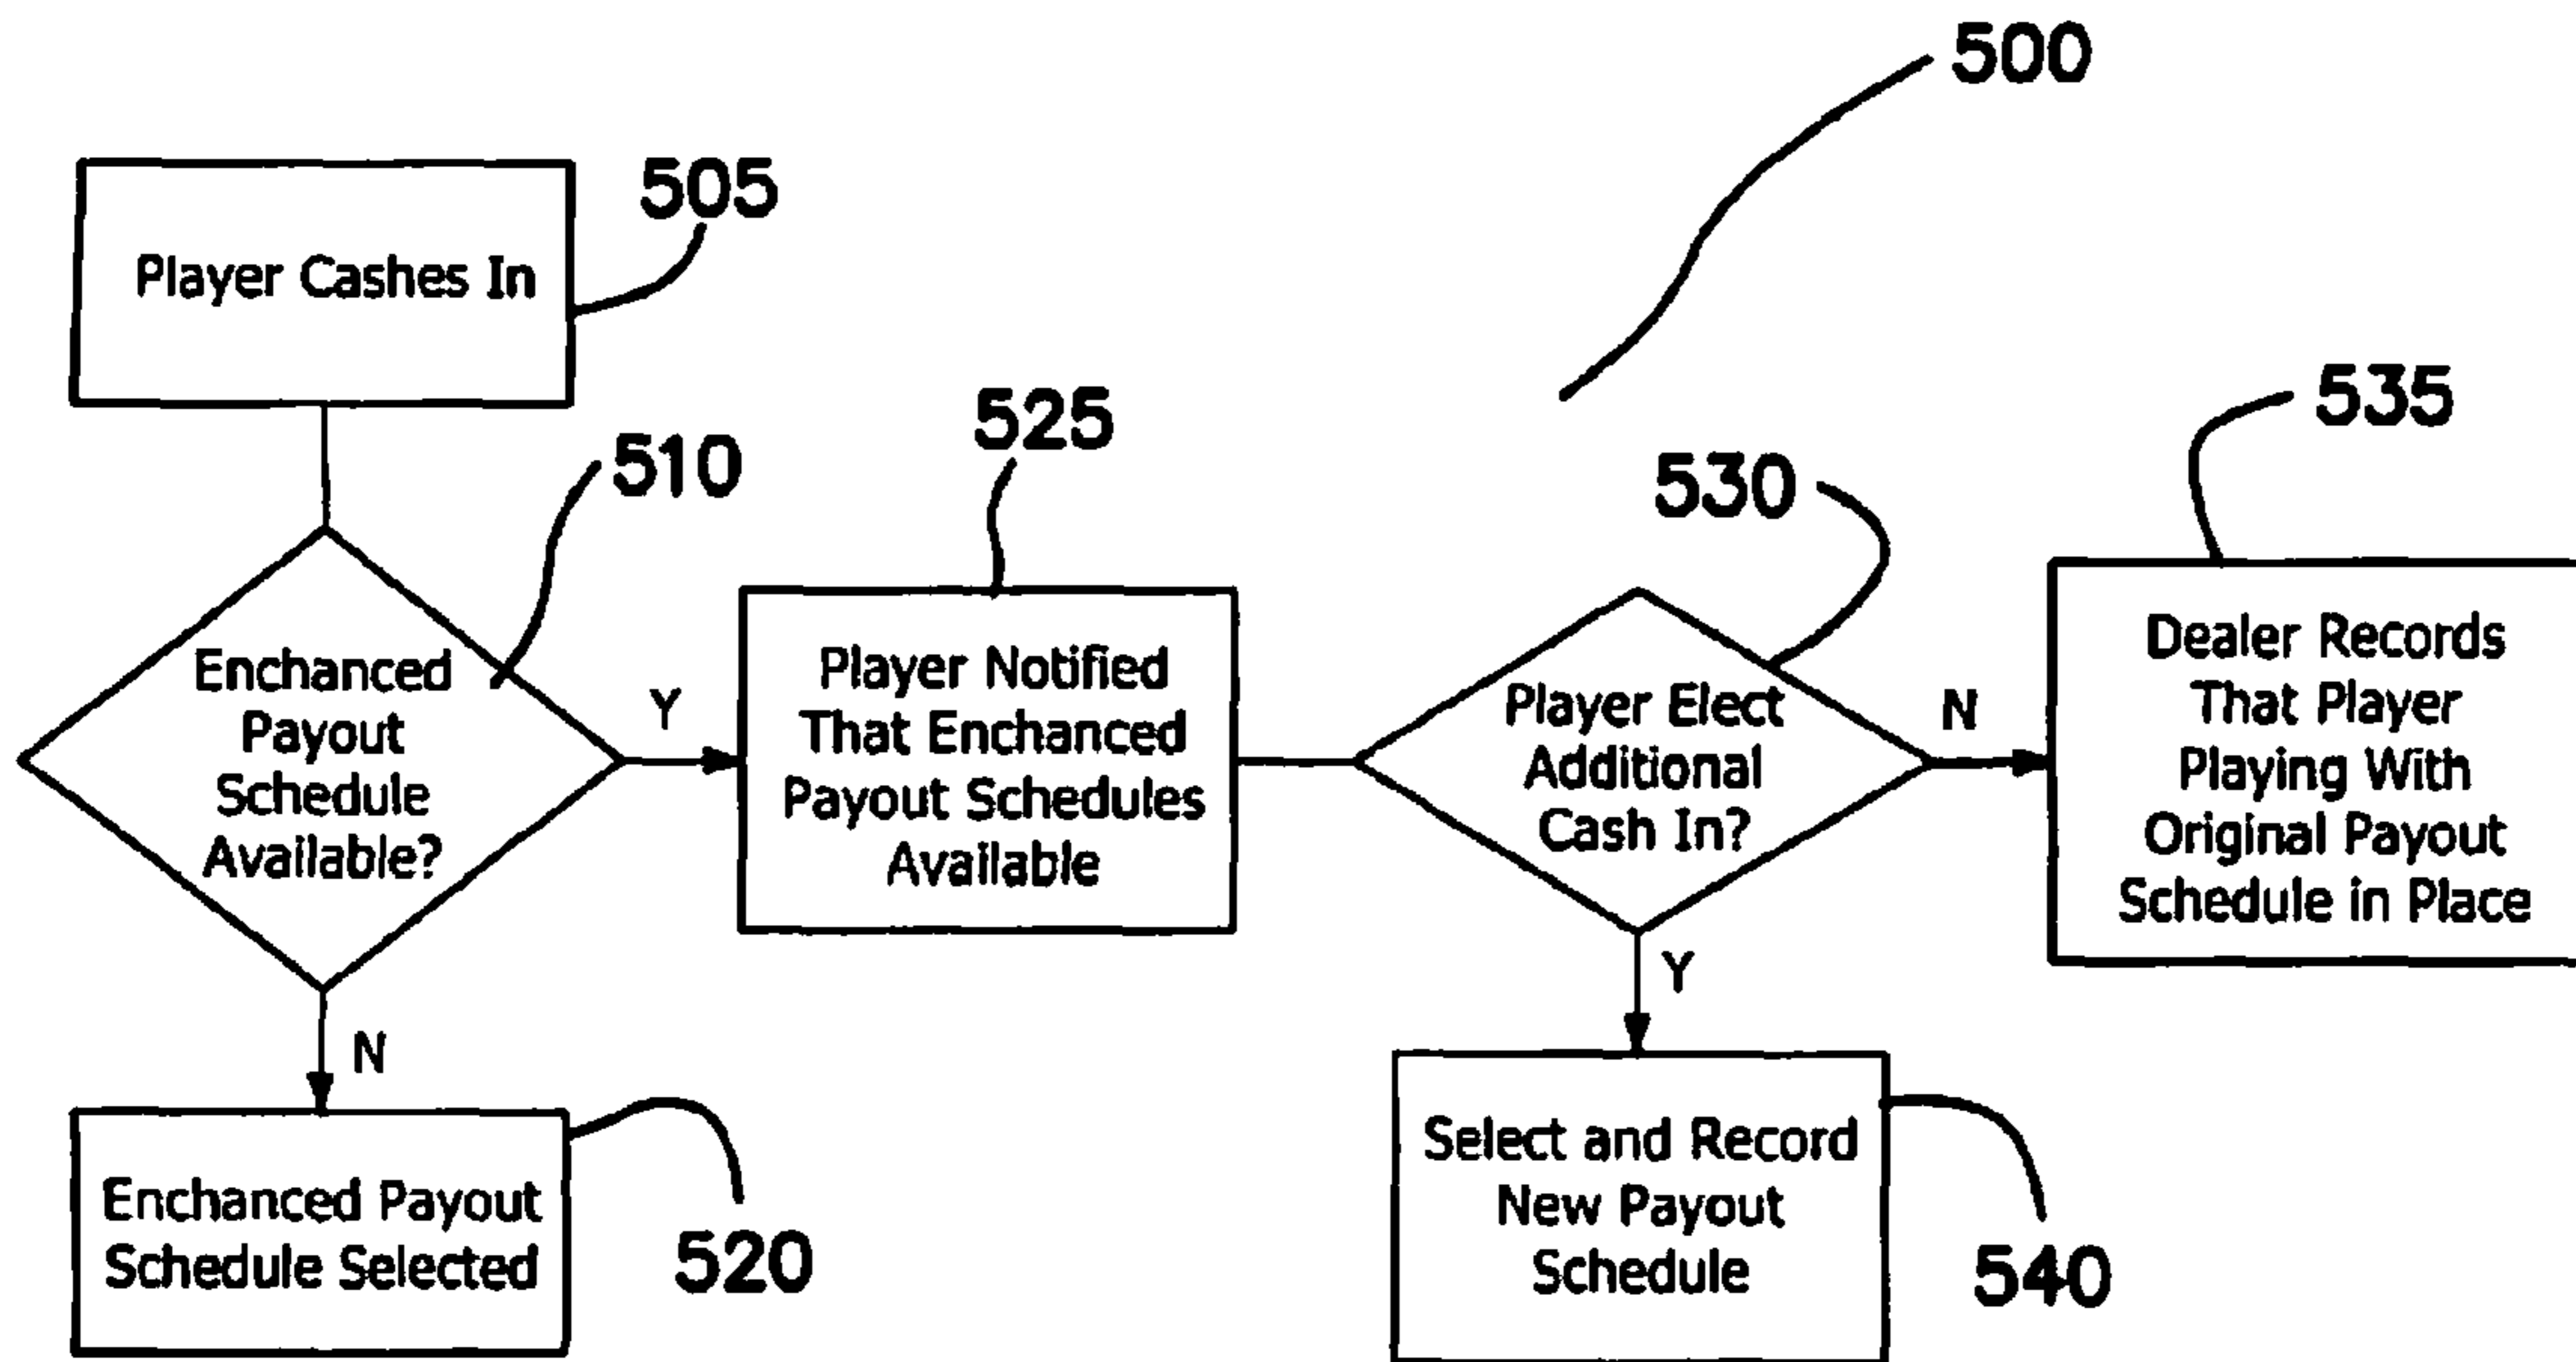 500
505
Player Cashes In
510
Enchanced
Payout
Schedule
Available?
Y
N
525
Player Notified
That Enchanced
Payout Schedules
Available
530
Player Elect
Additional
Cash In?
N
Y
535
Dealer Records
That Player
Playing With
Original Payout
Schedule in Place
Enchanced Payout
Schedule Selected
520
Select and Record
New Payout
Schedule
540